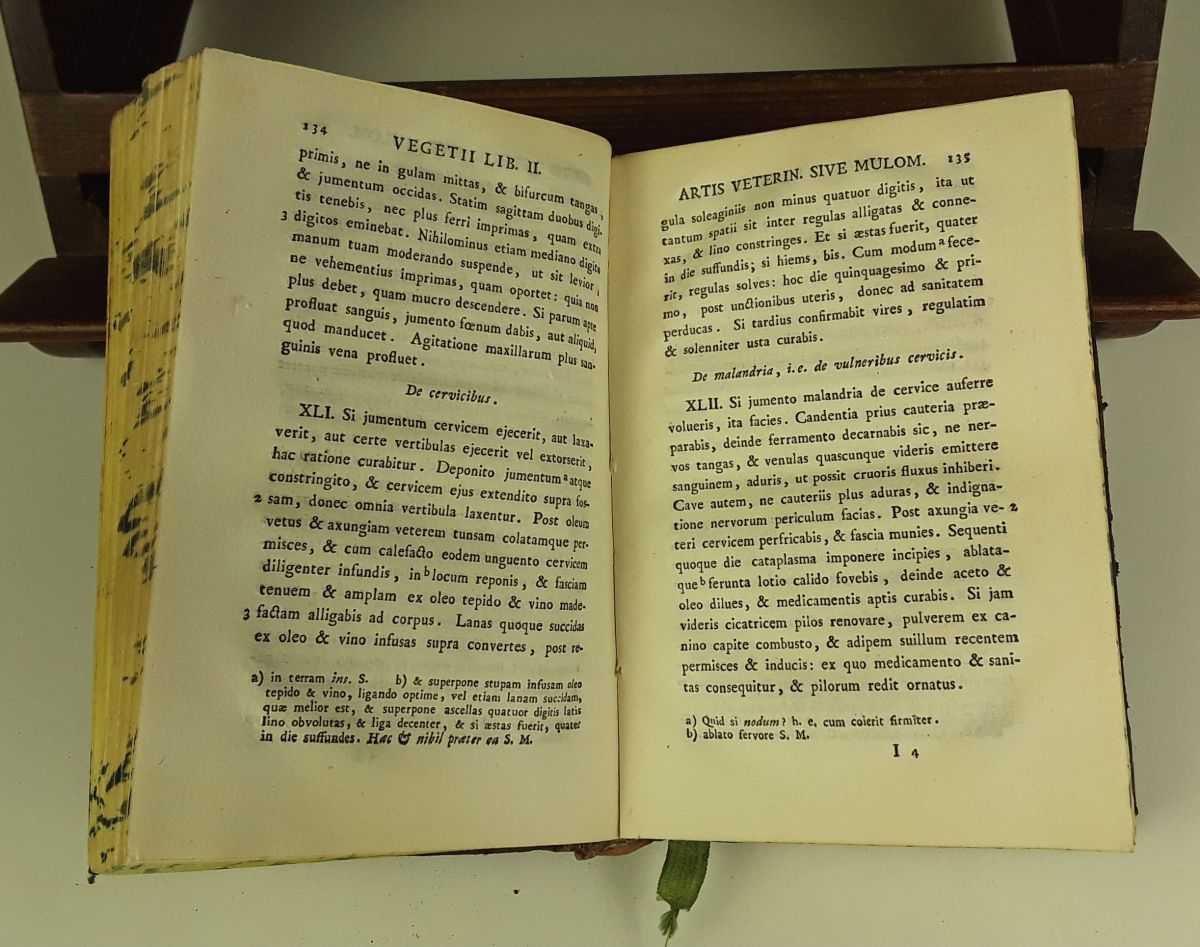 134
VEGETII LIB. II.
primis, ne in gulam mittas, & bifurcum tangas,
& jumentum occidas. Statim sagittam duobus digi-
tis tenebis, nec plus ferri imprimas, quam extra
3 digitos eminebat. Nihilominus etiam mediano digito
manum tuam moderando suspende, ut sit levior,
ne vehementius imprimas, quam oportet: quia non
plus debet, quam mucro descendere. Si parum apte
profluat sanguis, jumento fœnum dabis, aut aliquid,
quod manducet. Agitatione maxillarum plus san-
guinis vena profluet.
De cervicibus.
XLI. Si jumentum cervicem ejecerit, aut laxa-
verit, aut certe vertibulas ejecerit vel extorserit,
hac ratione curabitur. Deponito jumentum a atque
constringito, & cervicem ejus extendito supra fos-
2 sam, donec omnia vertibula laxentur. Post oleum
vetus & axungiam veterem tunsam colatamque per-
misces, & cum calefacto eodem unguento cervicem
diligenter infundis, in b locum reponis, & fasciam
tenuem & amplam ex oleo tepido & vino made-
3 factam alligabis ad corpus. Lanas quoque succidas
ex oleo & vino infusas supra convertes, post re-
a) in terram ins. S. b) & superpone stupam infusam oleo
tepido & vino, ligando optime, vel etiam lanam succidam,
quæ melior est, & superpone ascellas quatuor digitis latis
lino obvolutas, & liga decenter, & si æstas fuerit, quater
in die suffundes. Hac & nihil præter ea S. M.
ARTIS VETERIN. SIVE MULOM. 135
gula soleaginiis non minus quatuor digitis, ita ut
tantum spatii sit inter regulas alligatas & conne-
xas, & lino constringes. Et si æstas fuerit, quater
in die suffundis; si hiems, bis. Cum modum a fece-
rit, regulas solves: hoc die quinquagesimo & pri-
mo, post unctionibus uteris, donec ad sanitatem
perducas. Si tardius confirmabit vires, regulatim
& solenniter usta curabis.
De malandria, i.e. de vulneribus cervicis.
XLII. Si jumento malandria de cervice auferre
volueris, ita facies. Candentia prius cauteria præ-
parabis, deinde ferramento decarnabis sic, ne ner-
vos tangas, & venulas quascunque videris emittere
sanguinem, aduris, ut possit cruoris fluxus inhiberi.
Cave autem, ne cauteriis plus aduras, & indigna-
tione nervorum periculum facias. Post axungia ve- 2
teri cervicem perfricabis, & fascia munies. Sequenti
quoque die cataplasma imponere incipies, ablata-
que b ferunta lotio calido fovebis, deinde aceto &
oleo dilues, & medicamentis aptis curabis. Si jam
videris cicatricem pilos renovare, pulverem ex ca-
nino capite combusto, & adipem suillum recentem
permisces & inducis: ex quo medicamento & sani-
tas consequitur, & pilorum redit ornatus.
a) Quid si nodum? h. e. cum coierit firmiter.
b) ablato fervore S. M.
I 4